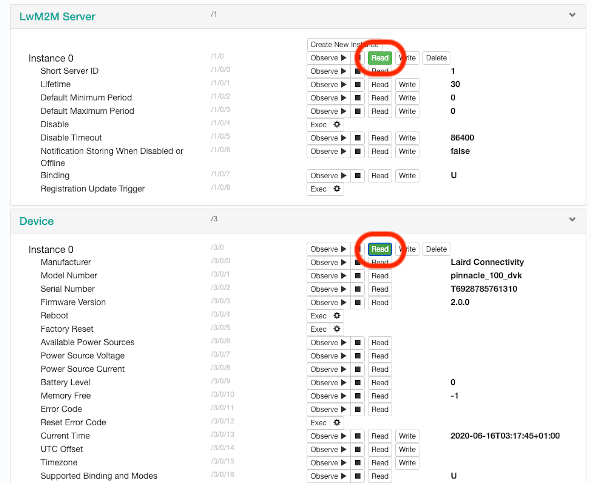 LwM2M Server /1
Create New Instance
Instance 0 /1/0 Observe Read Write Delete
Short Server ID /1/0/0 Observe Read 1
Lifetime /1/0/1 Observe Read Write 30
Default Minimum Period /1/0/2 Observe Read Write 0
Default Maximum Period /1/0/3 Observe Read Write 0
Disable /1/0/4 Exec
Disable Timeout /1/0/5 Observe Read Write 86400
Notification Storing When Disabled or /1/0/6 Observe Read Write false
Offline
Binding /1/0/7 Observe Read Write U
Registration Update Trigger /1/0/8 Exec
Device /3
Instance 0 /3/0 Observe Read Write Delete
Manufacturer /3/0/0 Observe Read Laird Connectivity
Model Number /3/0/1 Observe Read pinnacle_100_dvk
Serial Number /3/0/2 Observe Read T6928785761310
Firmware Version /3/0/3 Observe Read 2.0.0
Reboot /3/0/4 Exec
Factory Reset /3/0/5 Exec
Available Power Sources /3/0/6 Observe Read
Power Source Voltage /3/0/7 Observe Read
Power Source Current /3/0/8 Observe Read
Battery Level /3/0/9 Observe Read 0
Memory Free /3/0/10 Observe Read -1
Error Code /3/0/11 Observe Read
Reset Error Code /3/0/12 Exec
Current Time /3/0/13 Observe Read Write 2020-06-16T03:17:45+01:00
UTC Offset /3/0/14 Observe Read Write
Timezone /3/0/15 Observe Read Write
Supported Binding and Modes /3/0/16 Observe Read U